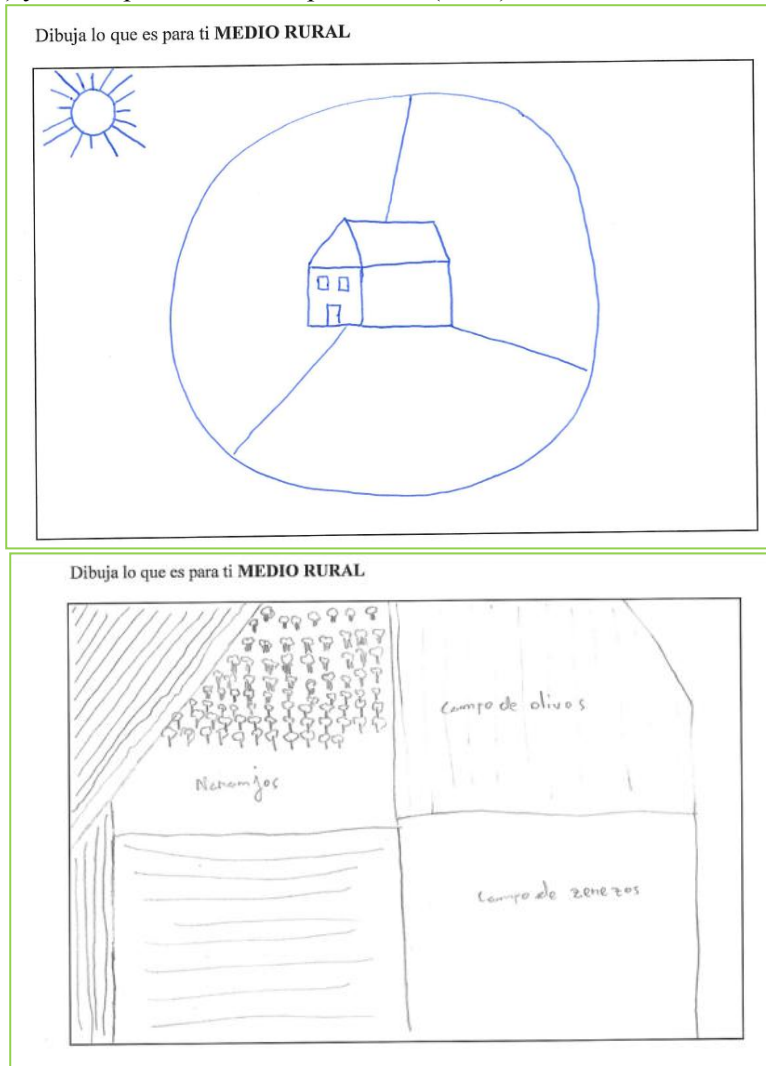 Dibuja lo que es para ti MEDIO RURAL
Dibuja lo que es para ti MEDIO RURAL
Campo de olivos
Naranjos
Campo de zerezos